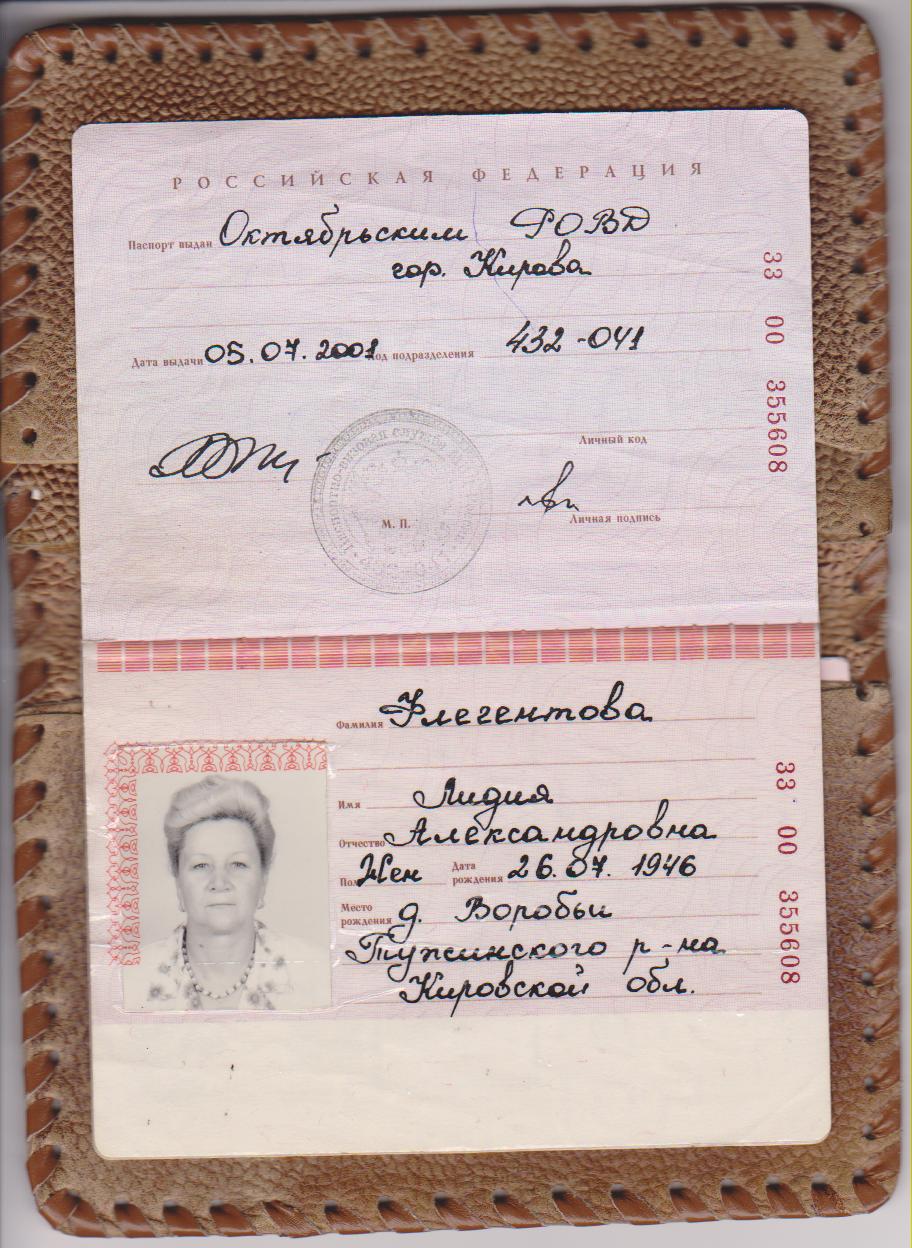 РОССИЙСКАЯ ФЕДЕРАЦИЯ
Паспорт выдан Октябрьским РОВД
гор. Кирова
Дата выдачи 05.07.2001 Код подразделения 432-041
Личный код
М. П.
Личная подпись
33 00 355608
Фамилия Флегентова
Имя Лидия
Отчество Александровна
Пол Жен Дата рождения 26.07.1946
Место рождения д. Воробьи
Тужинского р-на
Кировской обл.
33 00 355608